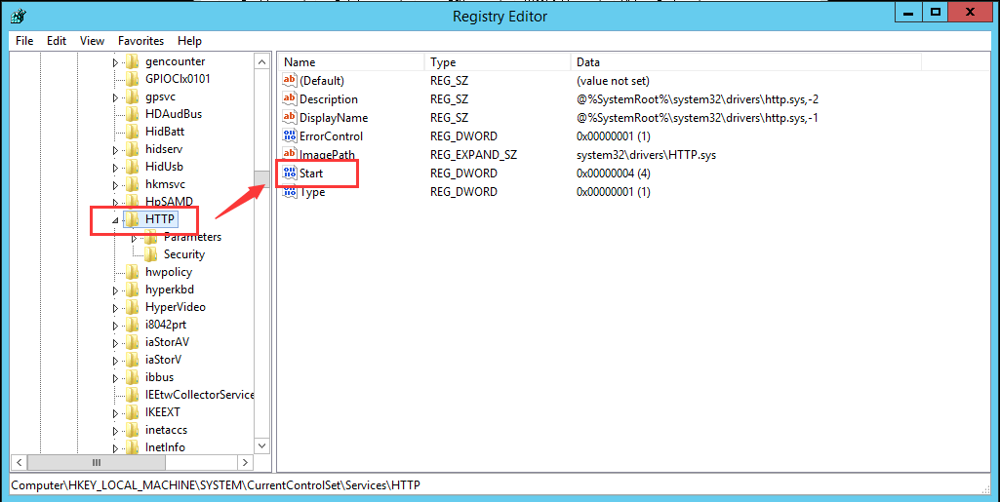 Registry Editor
File Edit View Favorites Help
gencounter
GPIOClx0101
gpsvc
HDAudBus
HidBatt
hidserv
HidUsb
hkmsvc
HpSAMD
HTTP
Parameters
Security
hwpolicy
hyperkbd
HyperVideo
i8042prt
iaStorAV
iaStorV
ibbus
IEEtwCollectorService
IKEEXT
inetaccs
InetInfo
Name Type Data
(Default) REG_SZ (value not set)
Description REG_SZ @%SystemRoot%\system32\drivers\http.sys,-2
DisplayName REG_SZ @%SystemRoot%\system32\drivers\http.sys,-1
ErrorControl REG_DWORD 0x00000001 (1)
ImagePath REG_EXPAND_SZ system32\drivers\HTTP.sys
Start REG_DWORD 0x00000004 (4)
Type REG_DWORD 0x00000001 (1)
Computer\HKEY_LOCAL_MACHINE\SYSTEM\CurrentControlSet\Services\HTTP